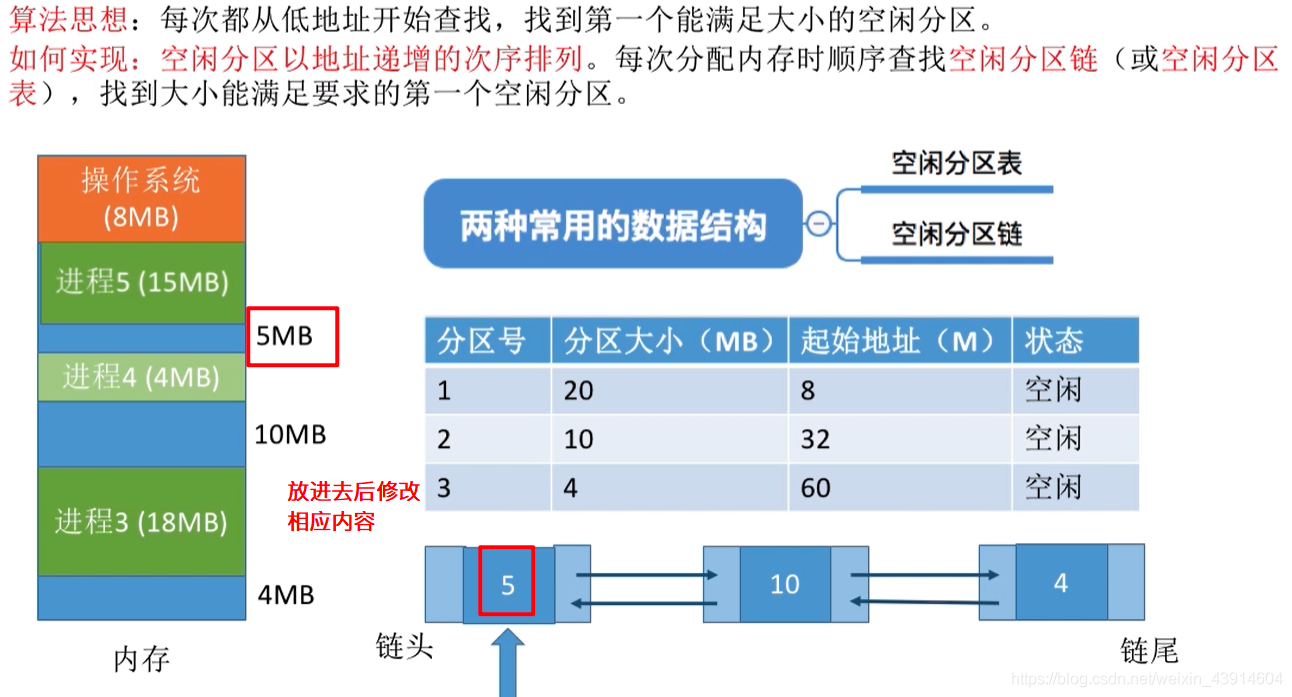 算法思想：每次都从低地址开始查找，找到第一个能满足大小的空闲分区。
如何实现：空闲分区以地址递增的次序排列。每次分配内存时顺序查找空闲分区链（或空闲分区
表），找到大小能满足要求的第一个空闲分区。
操作系统
(8MB)
进程5 (15MB)
5MB
进程4 (4MB)
10MB
进程3 (18MB)
4MB
内存
两种常用的数据结构
空闲分区表
空闲分区链
分区号 分区大小（MB） 起始地址（M） 状态
1 20 8 空闲
2 10 32 空闲
3 4 60 空闲
放进去后修改
相应内容
5 10 4
链头
链尾
https://blog.csdn.net/weixin_43914604